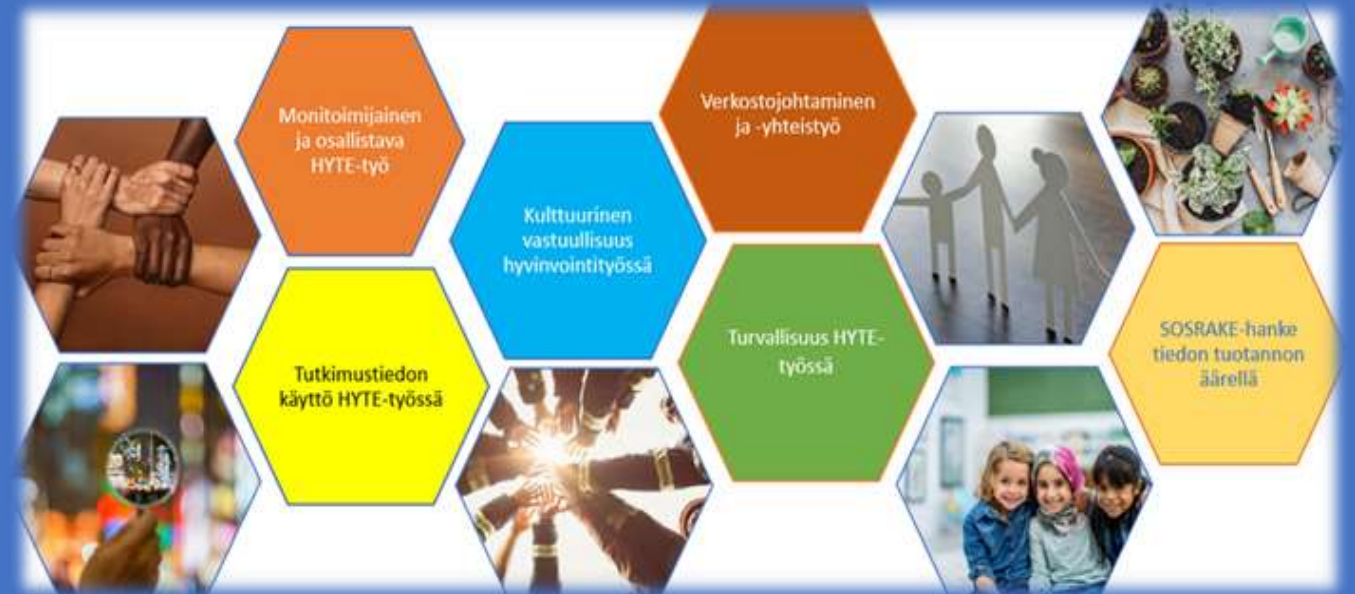 Monitoimijainen
ja osallistava
HYTE-työ
Tutkimustiedon
käyttö HYTE-työssä
Kulttuurinen
vastuullisuus
hyvinvointityössä
Verkostojohtaminen
ja -yhteistyö
Turvallisuus HYTE-
työssä
SOSRAKE-hanke
tiedon tuotannon
äärellä